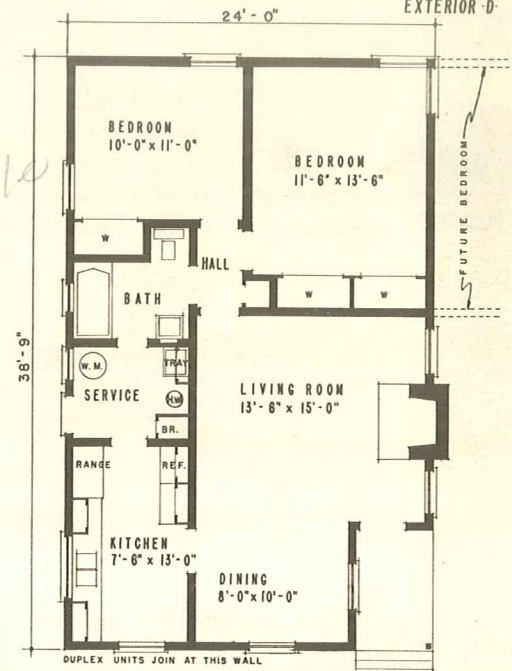 EXTERIOR D
24'-0"
BEDROOM
10'-0" x 11'-0"
BEDROOM
11'-6" x 13'-6"
FUTURE BEDROOM
W
HALL
W
W
BATH
38'-9"
W.M.
TRAY
SERVICE
H.W
BR.
LIVING ROOM
13'-6" x 15'-0"
RANGE
REF.
KITCHEN
7'-6" x 13'-0"
DINING
8'-0" x 10'-0"
DUPLEX UNITS JOIN AT THIS WALL